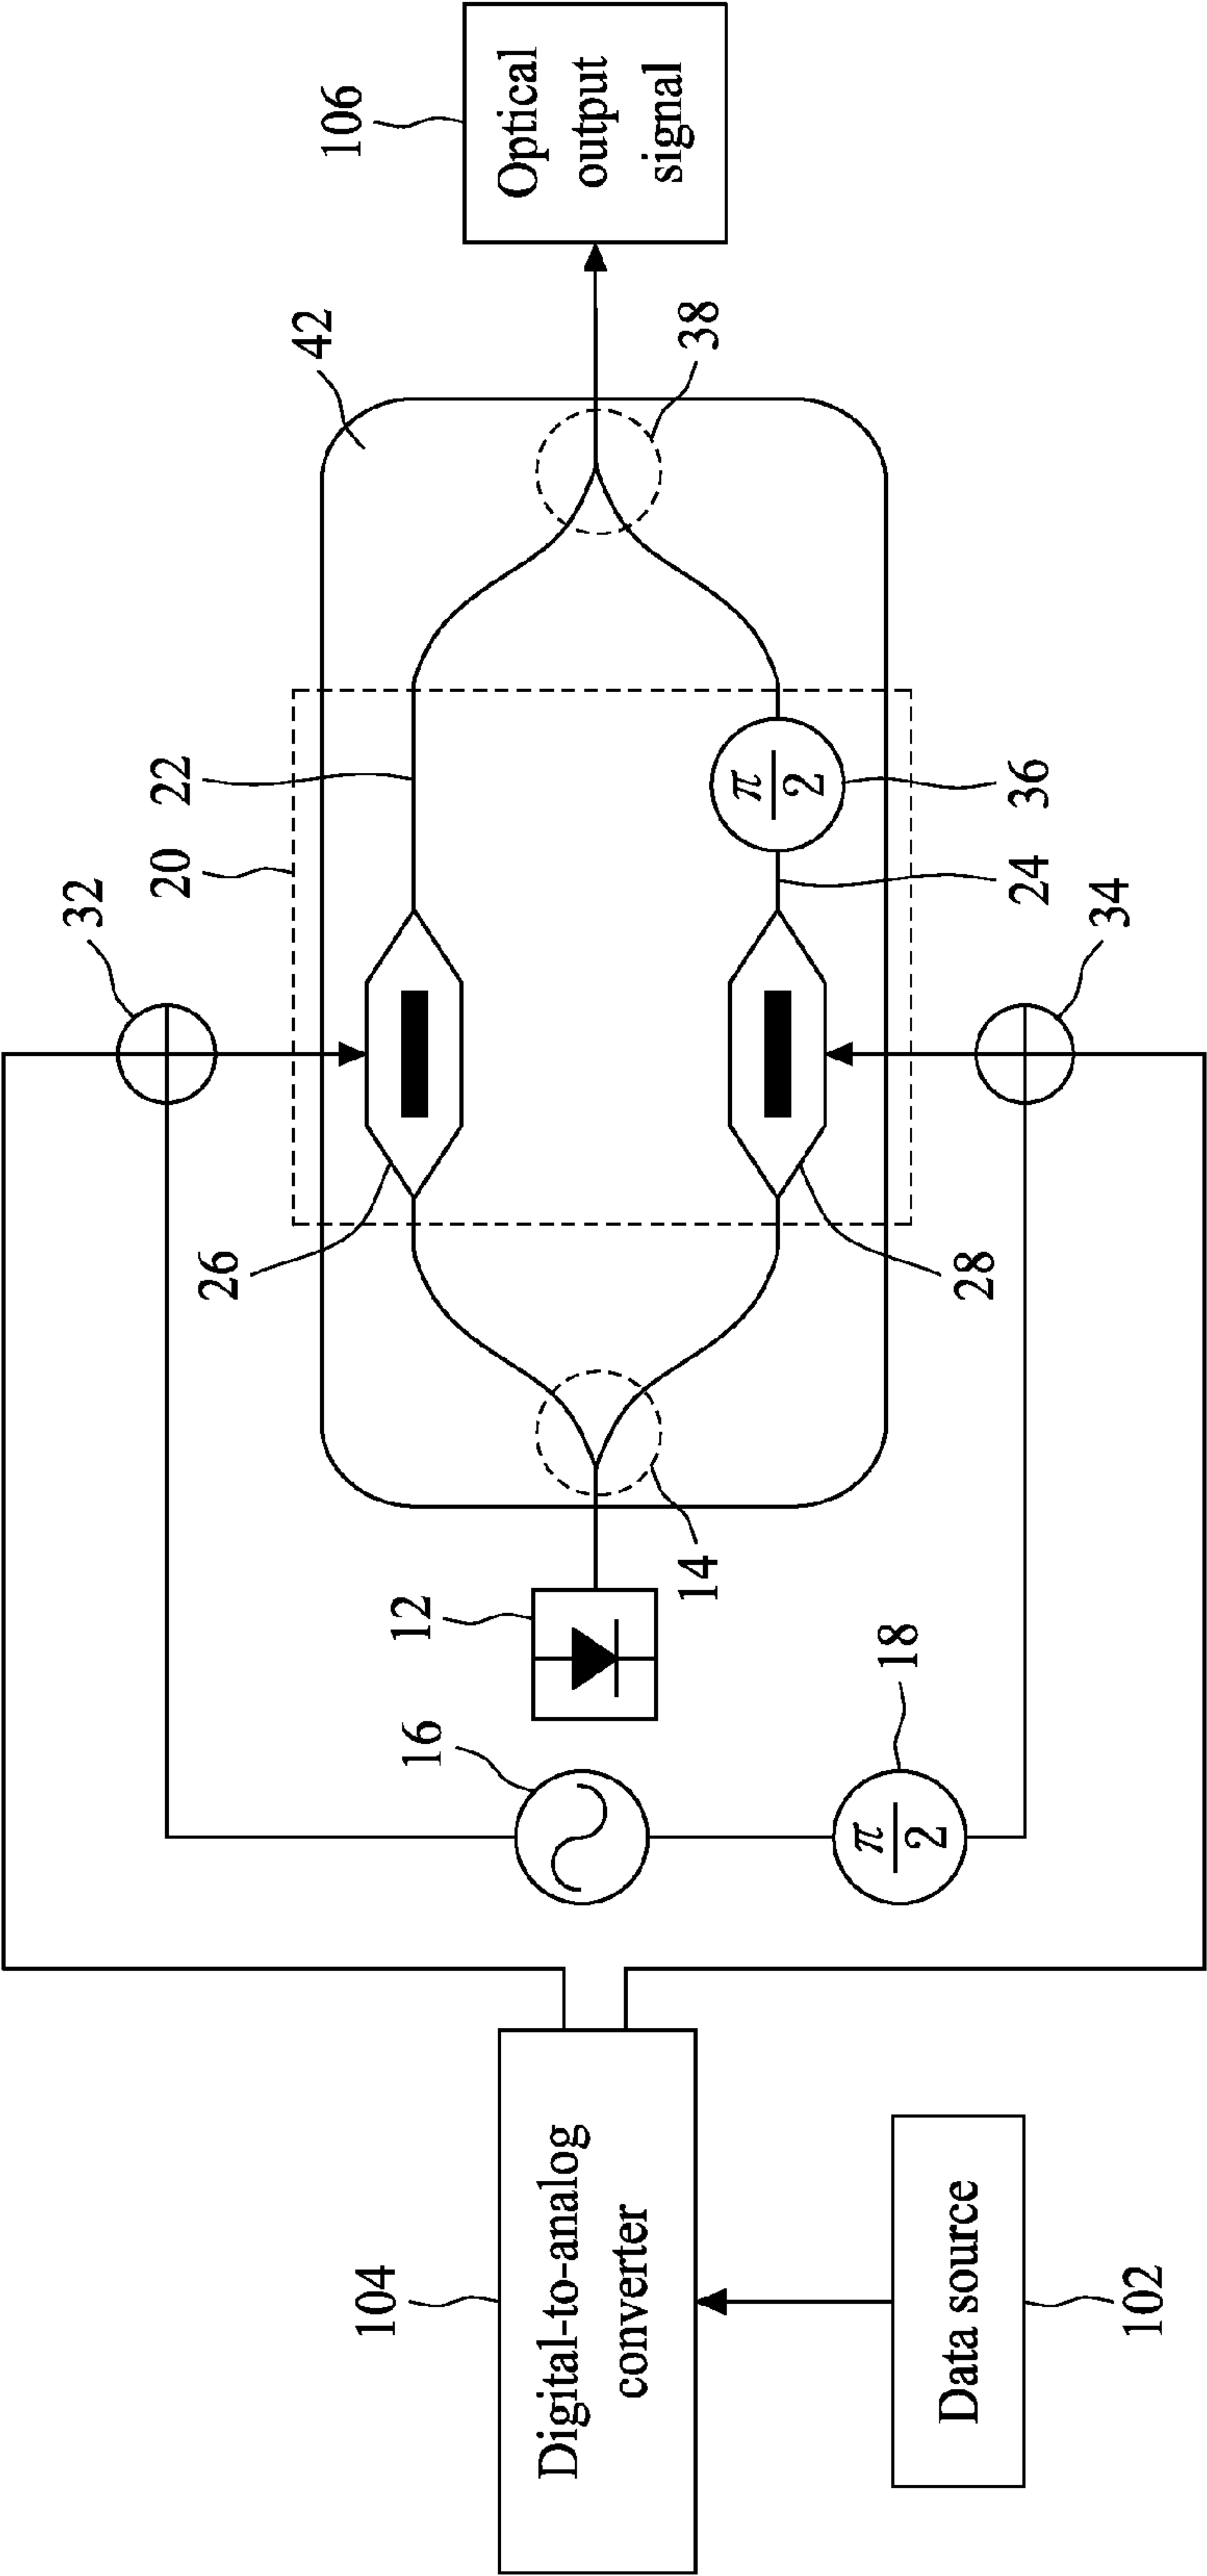 104
Digital-to-analog
converter
Data source
102
16
π
2
18
12
14
26
28
32
34
20
22
24
π
2
36
42
38
106
Optical
output
signal